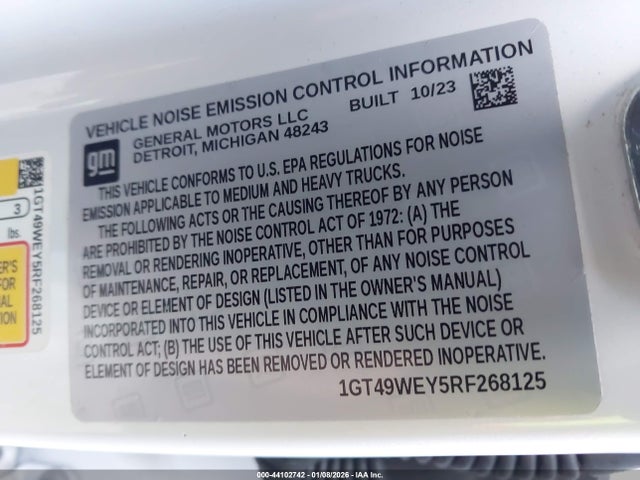 VEHICLE NOISE EMISSION CONTROL INFORMATION
gm
GENERAL MOTORS LLC BUILT 10/23
DETROIT, MICHIGAN 48243
THIS VEHICLE CONFORMS TO U.S. EPA REGULATIONS FOR NOISE
EMISSION APPLICABLE TO MEDIUM AND HEAVY TRUCKS.
THE FOLLOWING ACTS OR THE CAUSING THEREOF BY ANY PERSON
ARE PROHIBITED BY THE NOISE CONTROL ACT OF 1972: (A) THE
REMOVAL OR RENDERING INOPERATIVE, OTHER THAN FOR PURPOSES
OF MAINTENANCE, REPAIR, OR REPLACEMENT, OF ANY NOISE CONTROL
DEVICE OR ELEMENT OF DESIGN (LISTED IN THE OWNER'S MANUAL)
INCORPORATED INTO THIS VEHICLE IN COMPLIANCE WITH THE NOISE
CONTROL ACT; (B) THE USE OF THIS VEHICLE AFTER SUCH DEVICE OR
ELEMENT OF DESIGN HAS BEEN REMOVED OR RENDERED INOPERATIVE.
1GT49WEY5RF268125
1GT49WEY5RF268125
3
lbs.
ER'S
FOR
NAL
TION
000-44102742 - 01/08/2026 - IAA Inc.